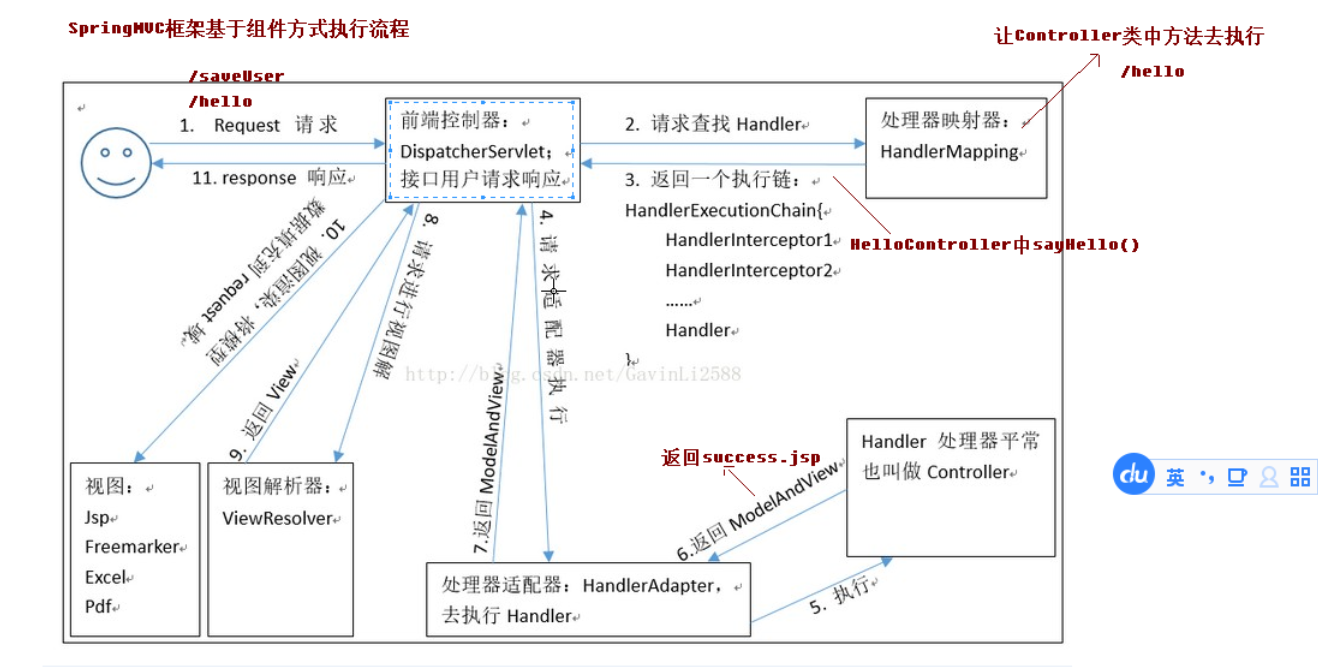 SpringMVC框架基于组件方式执行流程
让Controller类中方法去执行
/hello
/saveUser
/hello
1. Request 请求
11. response 响应
前端控制器：
DispatcherServlet；
接口用户请求响应
2. 请求查找 Handler
3. 返回一个执行链：
HandlerExecutionChain{
HandlerInterceptor1
HandlerInterceptor2
……
Handler
}
处理器映射器：
HandlerMapping
HelloController中sayHello()
10. 视图渲染，将模型
数据填充到 request 域
9. 返回 View
8. 请求进行视图解
7.返回 ModelAndView
4. 请求适配器执行
http://blog.csdn.net/GavinLi2588
返回success.jsp
6.返回 ModelAndView
5. 执行
Handler 处理器平常
也叫做 Controller
视图：
Jsp
Freemarker
Excel
Pdf
视图解析器：
ViewResolver
处理器适配器：HandlerAdapter，
去执行 Handler
du 英